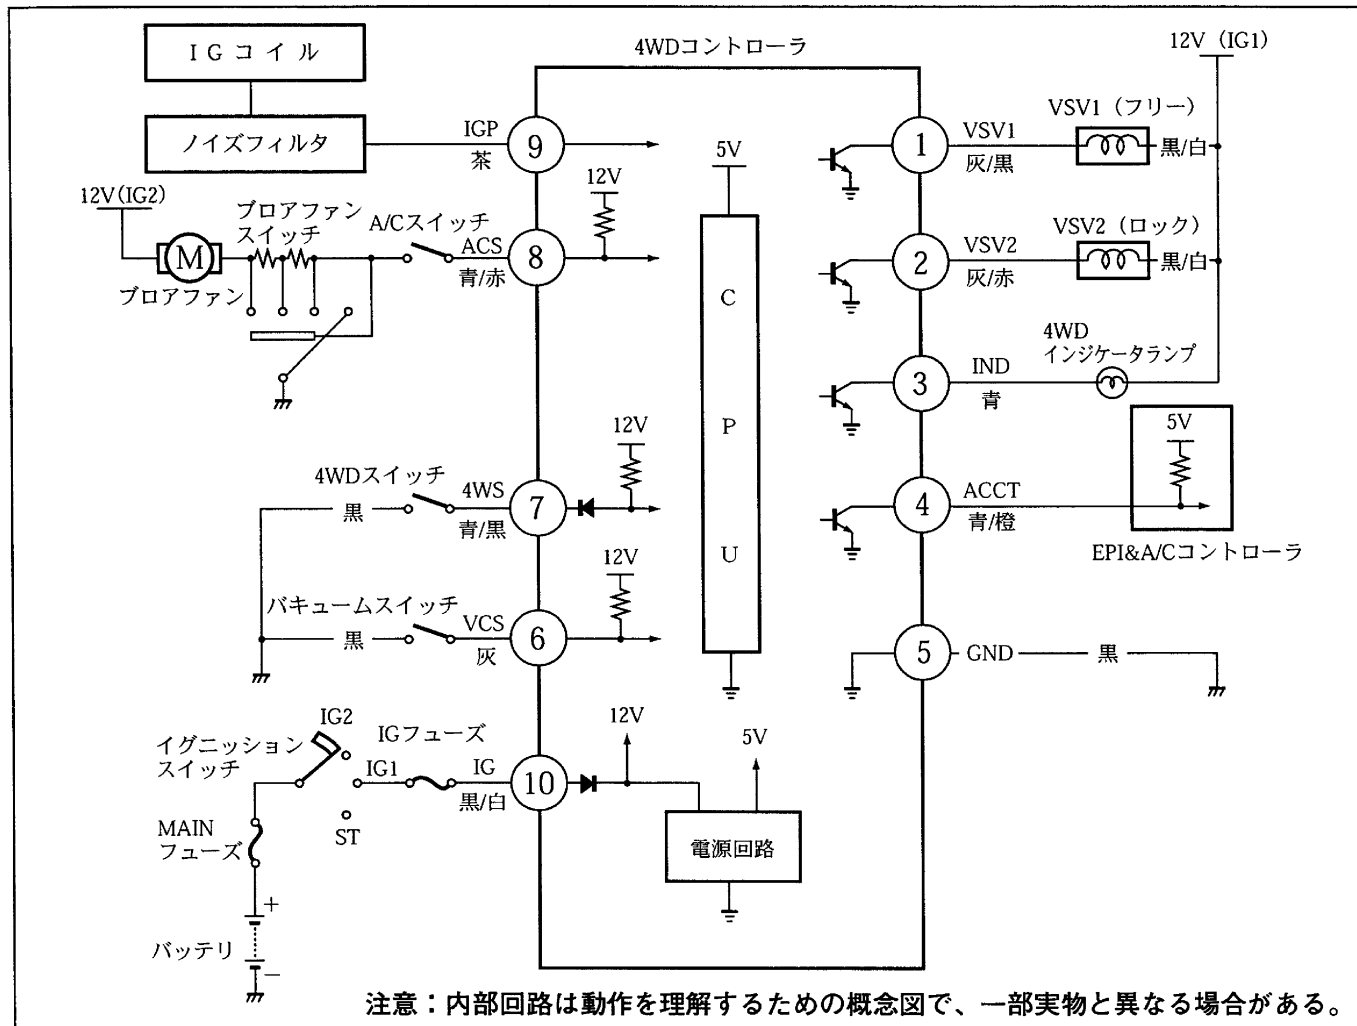 4WDコントローラ
IGコイル
ノイズフィルタ
IGP
茶
9
12V(IG2)
ブロアファン
スイッチ
A/Cスイッチ
ACS
青/赤
8
12V
M
ブロアファン
4WDスイッチ
黒
4WS
青/黒
7
12V
バキュームスイッチ
黒
VCS
灰
6
12V
イグニッション
スイッチ
IG2
IG1
ST
IGフューズ
IG
黒/白
10
12V
5V
電源回路
MAIN
フューズ
+
バッテリ
−
5V
C
P
U
12V (IG1)
1
VSV1
灰/黒
VSV1 (フリー)
黒/白
2
VSV2
灰/赤
VSV2 (ロック)
黒/白
3
IND
青
4WD
インジケータランプ
4
ACCT
青/橙
5V
EPI&A/Cコントローラ
5
GND
黒
注意：内部回路は動作を理解するための概念図で、一部実物と異なる場合がある。